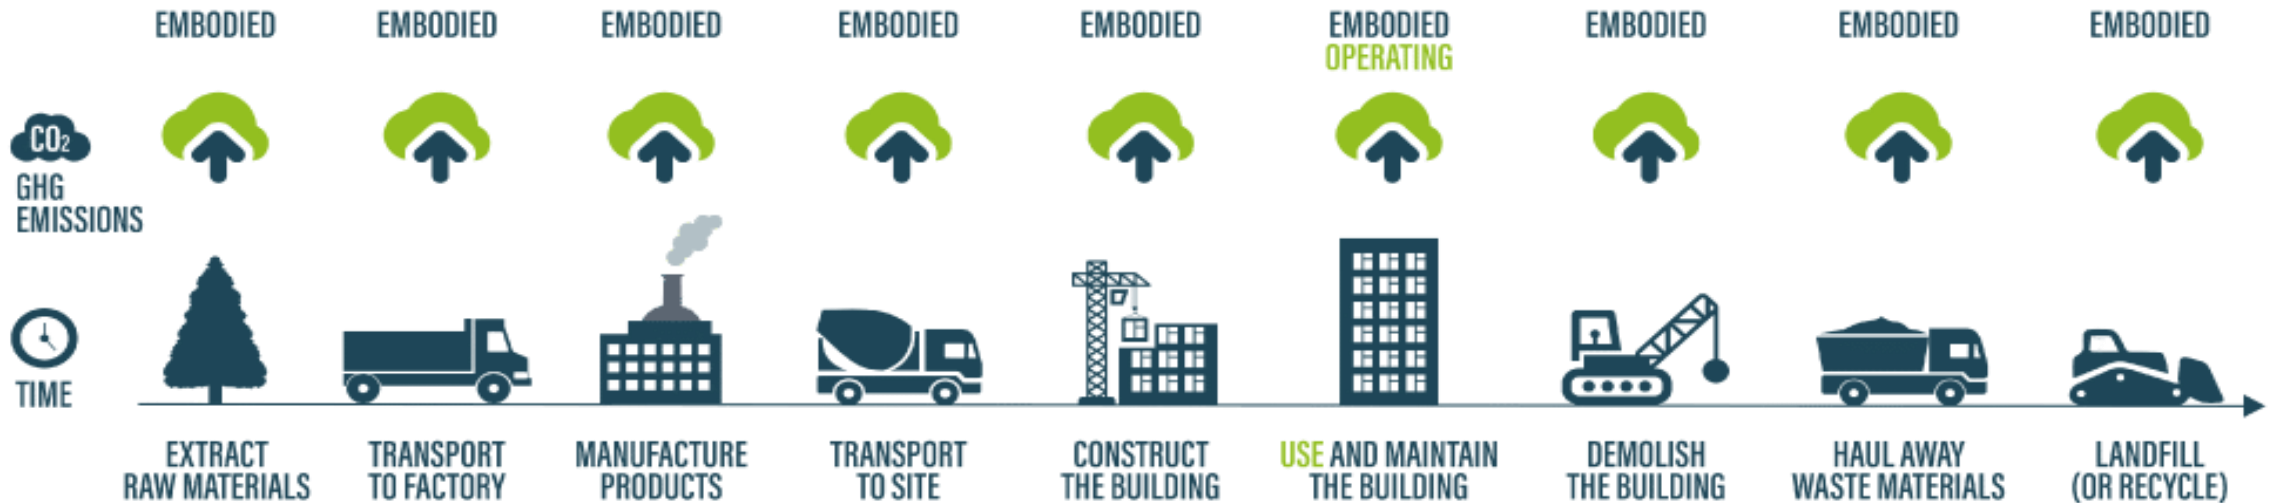 EMBODIED
EMBODIED
EMBODIED
EMBODIED
EMBODIED
EMBODIED
OPERATING
EMBODIED
EMBODIED
EMBODIED
CO₂
GHG
EMISSIONS
TIME
EXTRACT
RAW MATERIALS
TRANSPORT
TO FACTORY
MANUFACTURE
PRODUCTS
TRANSPORT
TO SITE
CONSTRUCT
THE BUILDING
USE AND MAINTAIN
THE BUILDING
DEMOLISH
THE BUILDING
HAUL AWAY
WASTE MATERIALS
LANDFILL
(OR RECYCLE)